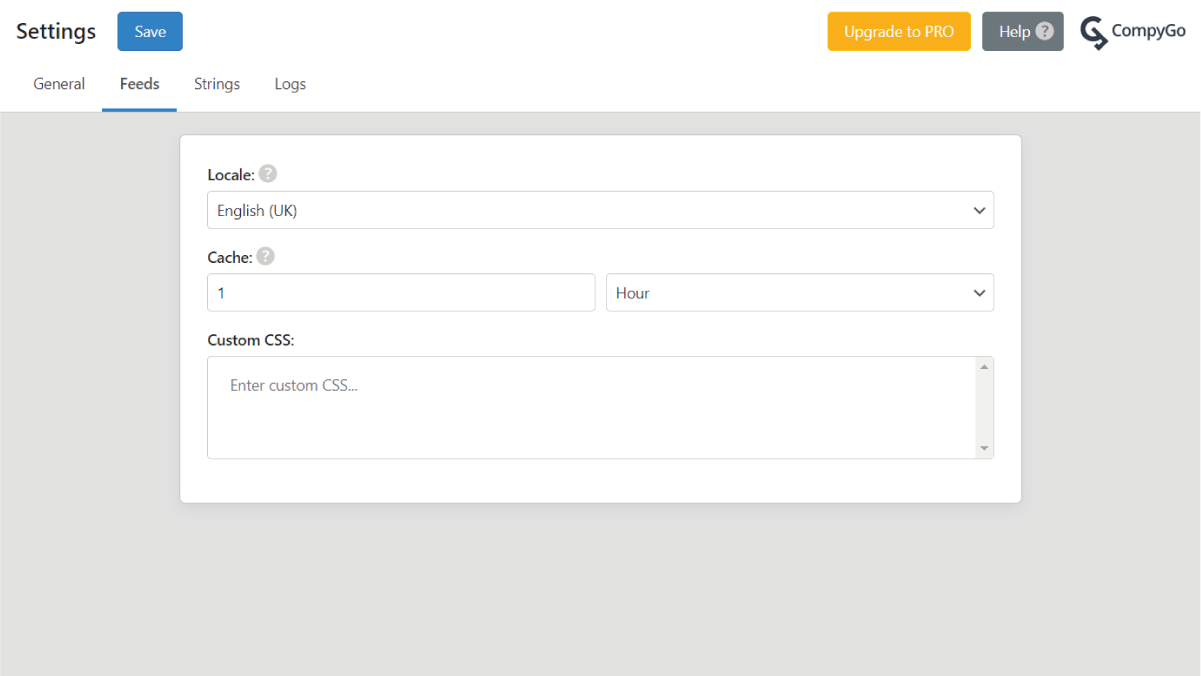 Settings Save Upgrade to PRO Help ? CompyGo
General Feeds Strings Logs
Locale: ?
English (UK)
Cache: ?
1 Hour
Custom CSS:
Enter custom CSS...